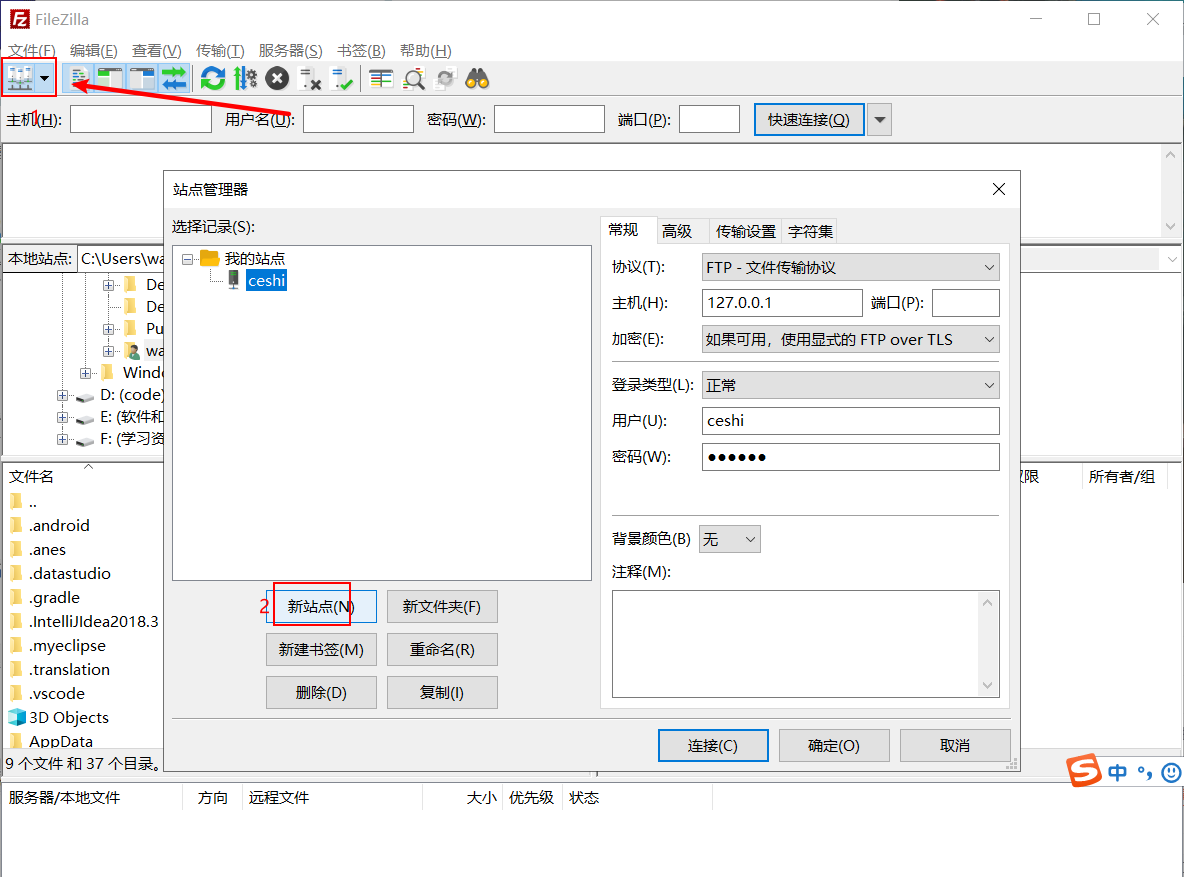 FileZilla
文件(F) 编辑(E) 查看(V) 传输(T) 服务器(S) 书签(B) 帮助(H)
1
主机(H): 用户名(U): 密码(W): 端口(P): 快速连接(Q)
站点管理器
选择记录(S):
我的站点
ceshi
常规 高级 传输设置 字符集
协议(T): FTP - 文件传输协议
主机(H): 127.0.0.1 端口(P):
加密(E): 如果可用，使用显式的 FTP over TLS
登录类型(L): 正常
用户(U): ceshi
密码(W): ●●●●●●
背景颜色(B) 无
注释(M):
2 新站点(N) 新文件夹(F)
新建书签(M) 重命名(R)
删除(D) 复制(I)
连接(C) 确定(O) 取消
本地站点: C:\Users\wa
De
De
Pu
wa
Windo
D: (code)
E: (软件和
F: (学习资
文件名
..
.android
.anes
.datastudio
.gradle
.IntelliJIdea2018.3
.myeclipse
.translation
.vscode
3D Objects
AppData
9 个文件 和 37 个目录。
权限 所有者/组
服务器/本地文件 方向 远程文件 大小 优先级 状态
S 中